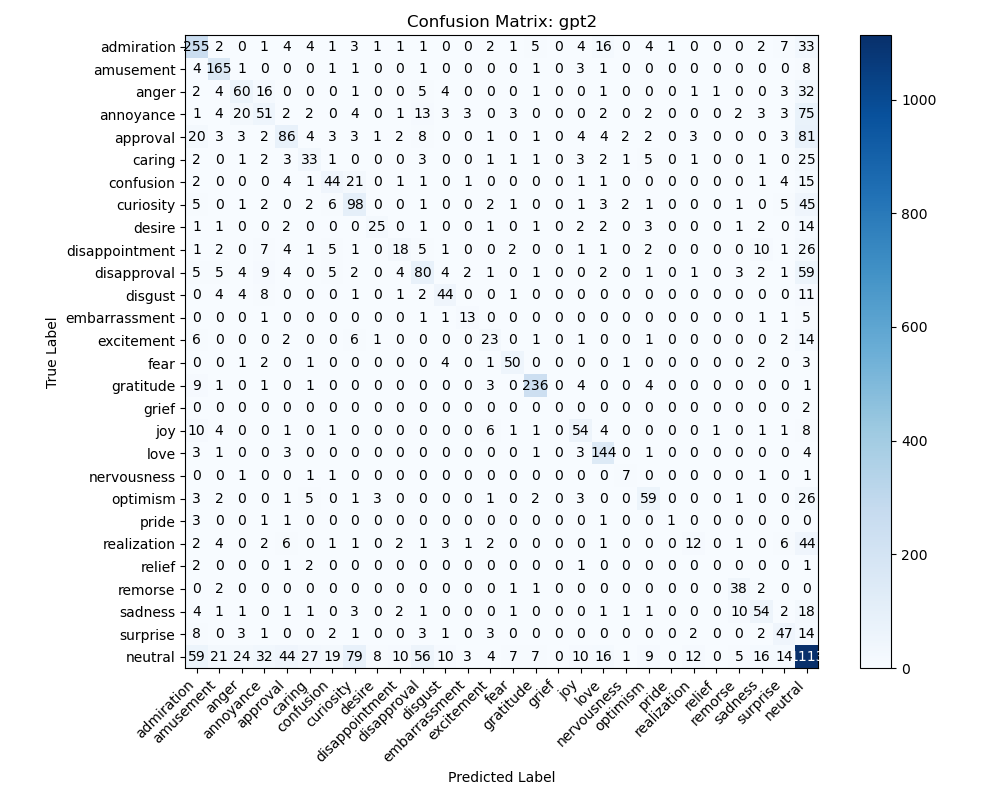 Confusion Matrix: gpt2
admiration 255 2 0 1 4 4 1 3 1 1 1 0 0 2 1 5 0 4 16 0 4 1 0 0 0 2 7 33
amusement 4 165 1 0 0 0 1 1 0 0 1 0 0 0 0 1 0 3 1 0 0 0 0 0 0 0 0 8
anger 2 4 60 16 0 0 0 1 0 0 5 4 0 0 0 1 0 0 1 0 0 0 1 1 0 0 3 32
annoyance 1 4 20 51 2 2 0 4 0 1 13 3 3 0 3 0 0 0 2 0 2 0 0 0 2 3 3 75
approval 20 3 3 2 86 4 3 3 1 2 8 0 0 1 0 1 0 4 4 2 2 0 3 0 0 0 3 81
caring 2 0 1 2 3 33 1 0 0 0 3 0 0 1 1 1 0 3 2 1 5 0 1 0 0 1 0 25
confusion 2 0 0 0 4 1 44 21 0 1 1 0 1 0 0 0 0 1 1 0 0 0 0 0 0 1 4 15
curiosity 5 0 1 2 0 2 6 98 0 0 1 0 0 2 1 0 0 1 3 2 1 0 0 0 1 0 5 45
desire 1 1 0 0 2 0 0 0 25 0 1 0 0 1 0 1 0 2 2 0 3 0 0 0 1 2 0 14
disappointment 1 2 0 7 4 1 5 1 0 18 5 1 0 0 2 0 0 1 1 0 2 0 0 0 0 10 1 26
disapproval 5 5 4 9 4 0 5 2 0 4 80 4 2 1 0 1 0 0 2 0 1 0 1 0 3 2 1 59
disgust 0 4 4 8 0 0 0 1 0 1 2 44 0 0 1 0 0 0 0 0 0 0 0 0 0 0 0 11
embarrassment 0 0 0 1 0 0 0 0 0 0 1 1 13 0 0 0 0 0 0 0 0 0 0 0 0 1 1 5
excitement 6 0 0 0 2 0 0 6 1 0 0 0 0 23 0 1 0 1 0 0 1 0 0 0 0 0 2 14
fear 0 0 1 2 0 1 0 0 0 0 0 4 0 1 50 0 0 0 0 1 0 0 0 0 0 2 0 3
gratitude 9 1 0 1 0 1 0 0 0 0 0 0 0 3 0 236 0 4 0 0 4 0 0 0 0 0 0 1
grief 0 0 0 0 0 0 0 0 0 0 0 0 0 0 0 0 0 0 0 0 0 0 0 0 0 0 0 2
joy 10 4 0 0 1 0 1 0 0 0 0 0 0 6 1 1 0 54 4 0 0 0 0 1 0 1 1 8
love 3 1 0 0 3 0 0 0 0 0 0 0 0 0 0 1 0 3 144 0 1 0 0 0 0 0 0 4
nervousness 0 0 1 0 0 1 1 0 0 0 0 0 0 0 0 0 0 0 0 7 0 0 0 0 0 1 0 1
optimism 3 2 0 0 1 5 0 1 3 0 0 0 0 1 0 2 0 3 0 0 59 0 0 0 1 0 0 26
pride 3 0 0 1 1 0 0 0 0 0 0 0 0 0 0 0 0 0 1 0 0 1 0 0 0 0 0 0
realization 2 4 0 2 6 0 1 1 0 2 1 3 1 2 0 0 0 0 1 0 0 0 12 0 1 0 6 44
relief 2 0 0 0 1 2 0 0 0 0 0 0 0 0 0 0 0 1 0 0 0 0 0 0 0 0 0 1
remorse 0 2 0 0 0 0 0 0 0 0 0 0 0 0 1 1 0 0 0 0 0 0 0 0 38 2 0 0
sadness 4 1 1 0 1 1 0 3 0 2 1 0 0 0 1 0 0 0 1 1 1 0 0 0 10 54 2 18
surprise 8 0 3 1 0 0 2 1 0 0 3 1 0 3 0 0 0 0 0 0 0 0 2 0 0 2 47 14
neutral 59 21 24 32 44 27 19 79 8 10 56 10 3 4 7 7 0 10 16 1 9 0 12 0 5 16 14
admiration
amusement
anger
annoyance
approval
caring
confusion
curiosity
desire
disappointment
disapproval
disgust
embarrassment
excitement
fear
gratitude
grief
joy
love
nervousness
optimism
pride
realization
relief
remorse
sadness
surprise
neutral
Predicted Label
True Label
1000
800
600
400
200
0